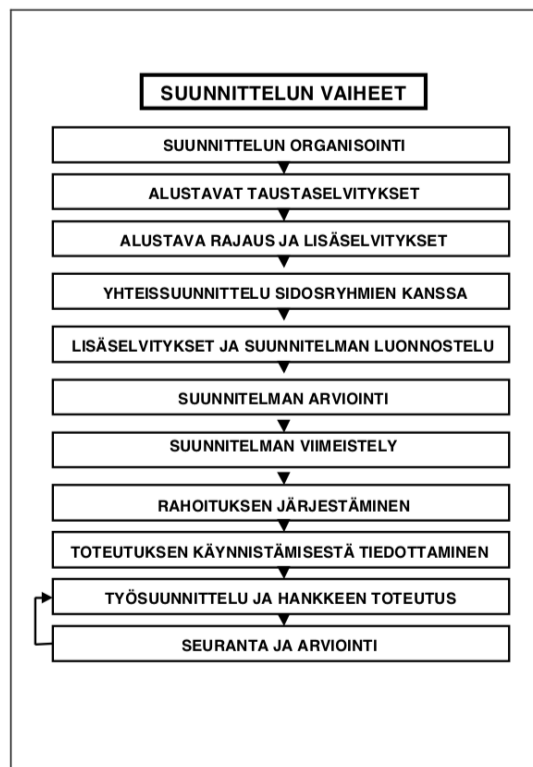 SUUNNITTELUN VAIHEET
SUUNNITTELUN ORGANISOINTI
ALUSTAVAT TAUSTASELVITYKSET
ALUSTAVA RAJAUS JA LISÄSELVITYKSET
YHTEISSUUNNITTELU SIDOSRYHMIEN KANSSA
LISÄSELVITYKSET JA SUUNNITELMAN LUONNOSTELU
SUUNNITELMAN ARVIOINTI
SUUNNITELMAN VIIMEISTELY
RAHOITUKSEN JÄRJESTÄMINEN
TOTEUTUKSEN KÄYNNISTÄMISESTÄ TIEDOTTAMINEN
TYÖSUUNNITTELU JA HANKKEEN TOTEUTUS
SEURANTA JA ARVIOINTI